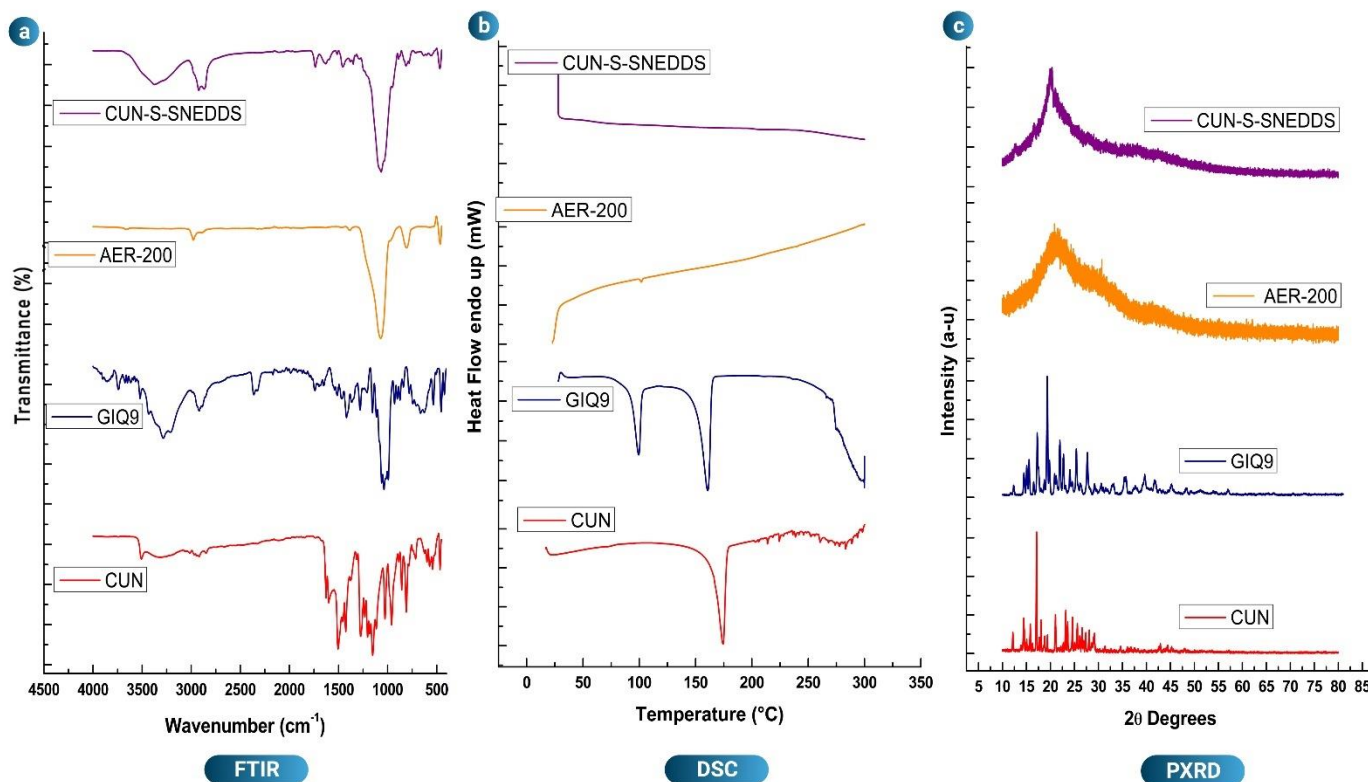 a
Transmittance (%)
CUN-S-SNEDDS
AER-200
GIQ9
CUN
4500 4000 3500 3000 2500 2000 1500 1000 500
Wavenumber (cm⁻¹)
FTIR
b
Heat Flow endo up (mW)
CUN-S-SNEDDS
AER-200
GIQ9
CUN
0 50 100 150 200 250 300 350
Temperature (°C)
DSC
c
Intensity (a-u)
CUN-S-SNEDDS
AER-200
GIQ9
CUN
5 10 15 20 25 30 35 40 45 50 55 60 65 70 75 80 85
2θ Degrees
PXRD